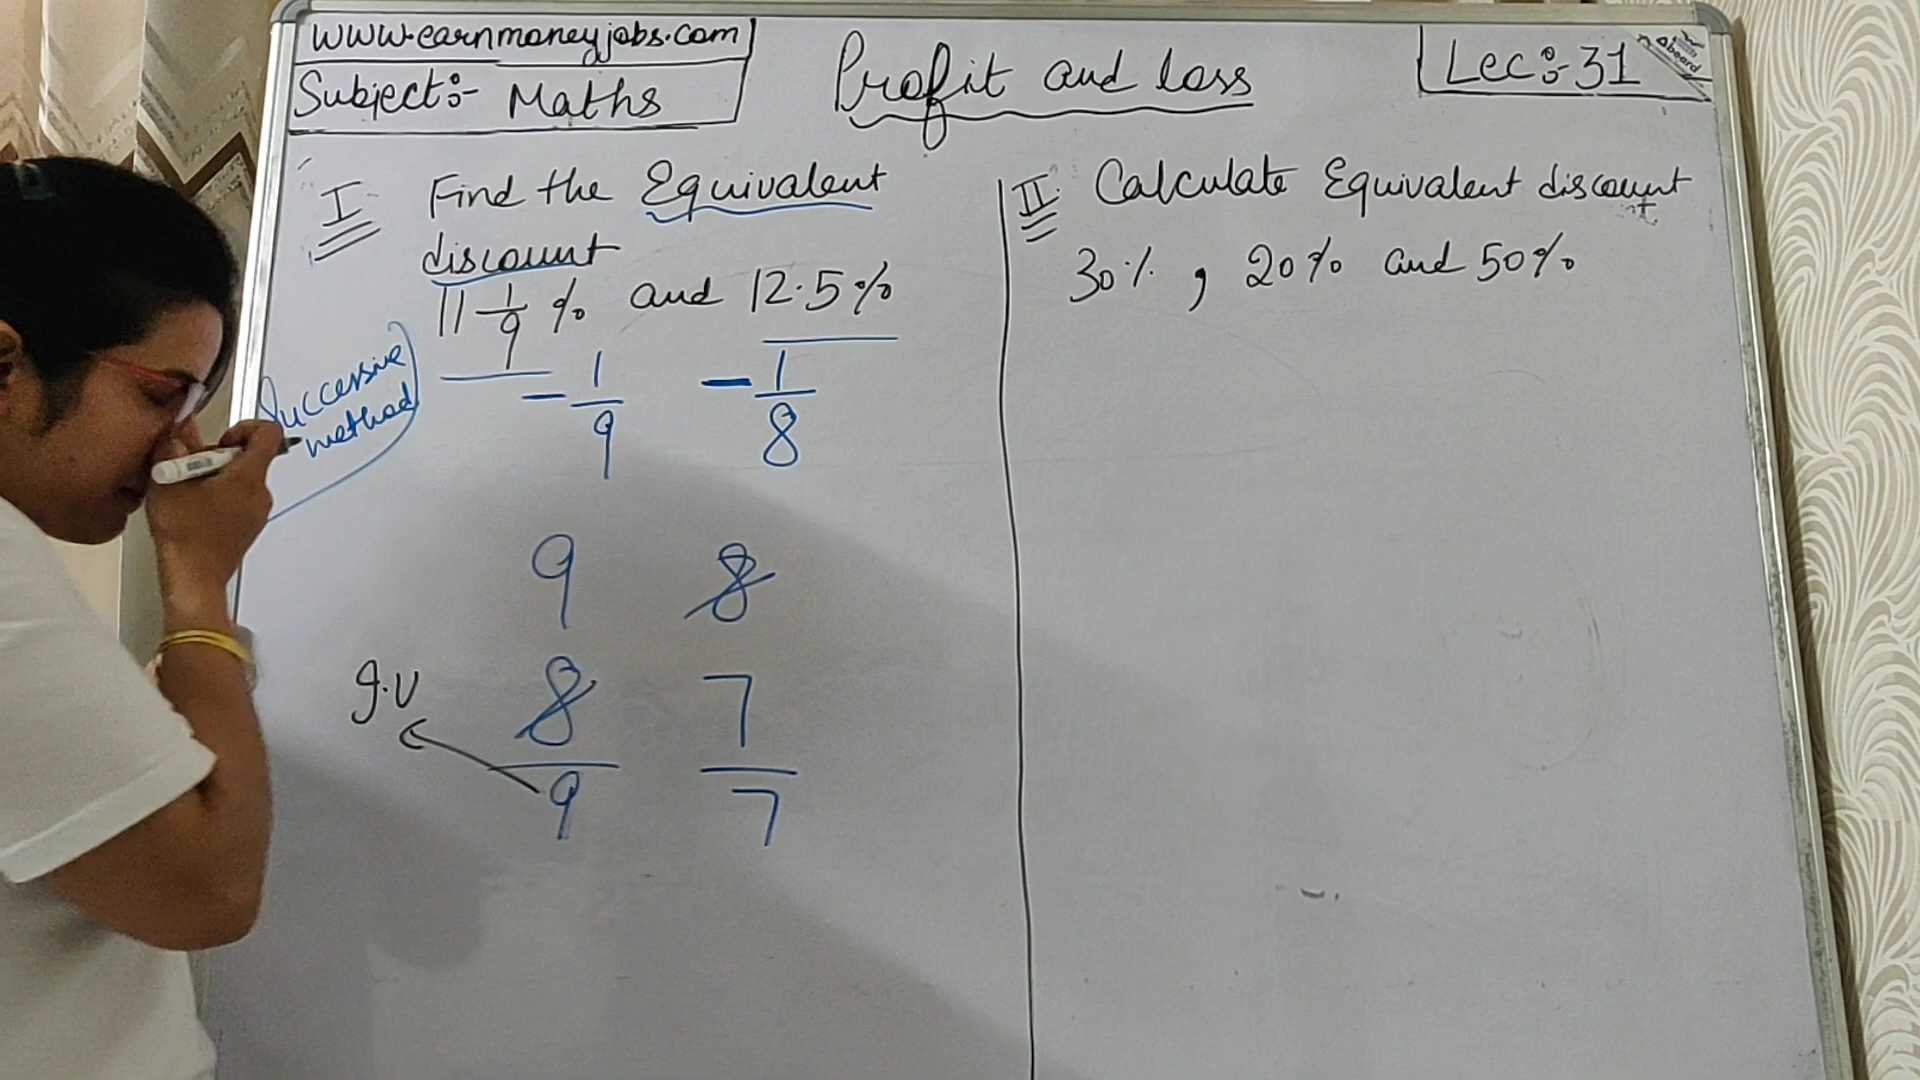 www.earnmoneyjobs.com
Subject:- Maths
Profit and loss
Lec:-31
Aboard
I Find the Equivalent
discount
11 1/9 % and 12.5%
Successive
method
- 1/9 - 1/8
9 8
8 7
9 7
g.v
II Calculate Equivalent discount
30%, 20% and 50%